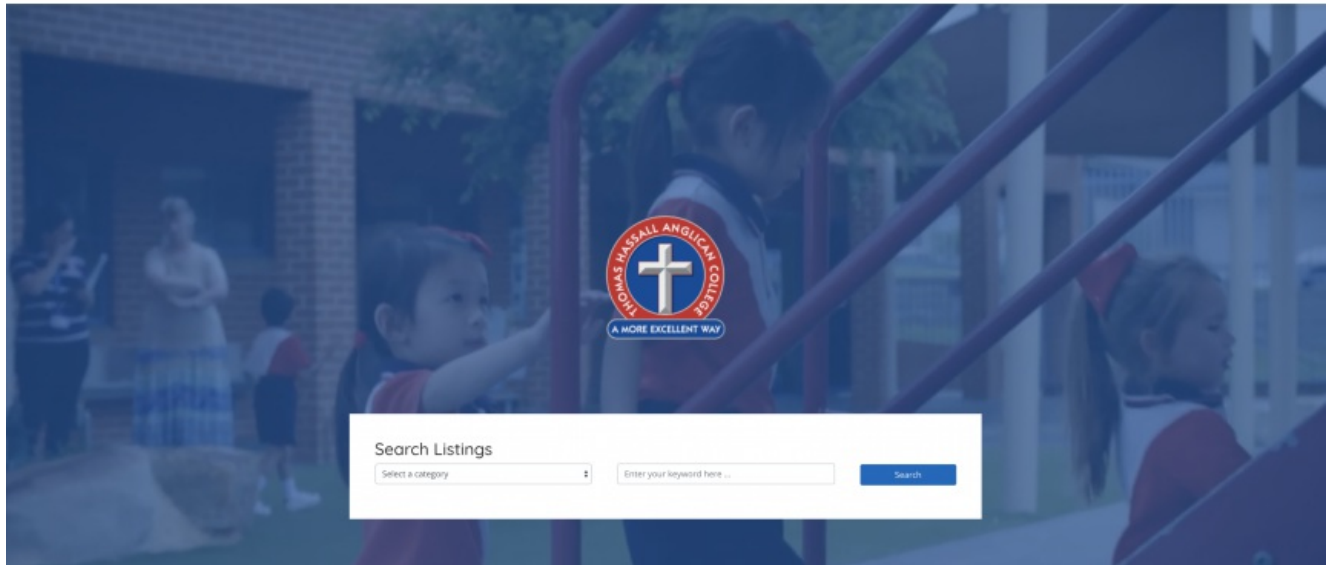 THOMAS HASSALL ANGLICAN COLLEGE
A MORE EXCELLENT WAY
Search Listings
Select a category
Enter your keyword here ...
Search